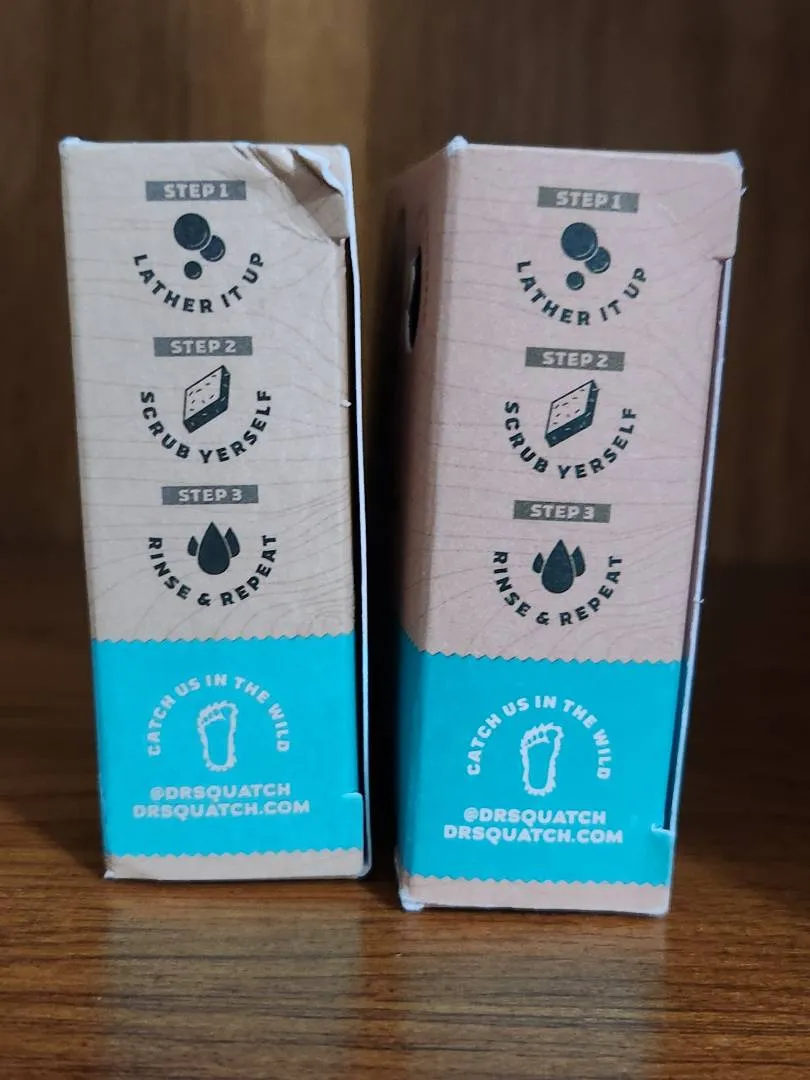 STEP 1
LATHER IT UP
STEP 2
SCRUB YERSELF
STEP 3
RINSE & REPEAT
CATCH US IN THE WILD
@DRSQUATCH
DRSQUATCH.COM
STEP 1
LATHER IT UP
STEP 2
SCRUB YERSELF
STEP 3
RINSE & REPEAT
CATCH US IN THE WILD
@DRSQUATCH
DRSQUATCH.COM